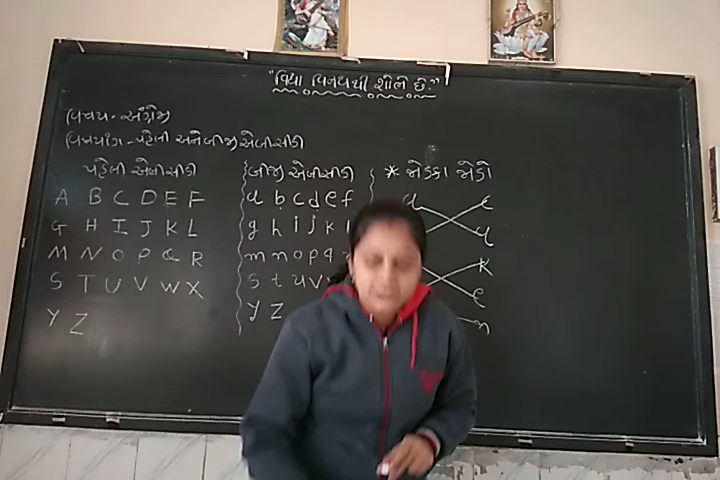 "વિદ્યા વિનયથી શોભે છે."
વિષય - અંગ્રેજી
વિષયાંગ - પહેલી અને બીજી એબીસીડી
પહેલી એબીસીડી
A B C D E F
G H I J K L
M N O P Q R
S T U V W X
Y Z
બીજી એબીસીડી
a b c d e f
g h i j k l
m n o p q
s t u v
y z
* જોડકા જોડો